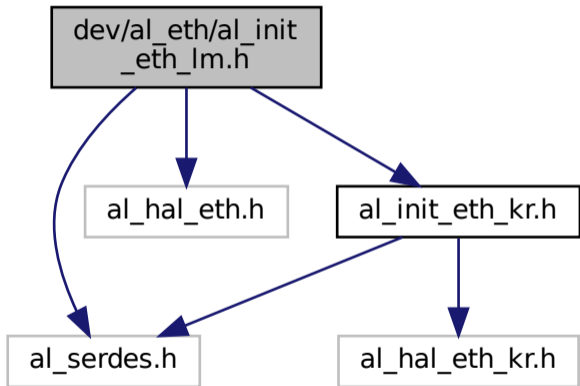 dev/al_eth/al_init
_eth_lm.h
al_hal_eth.h
al_init_eth_kr.h
al_serdes.h
al_hal_eth_kr.h